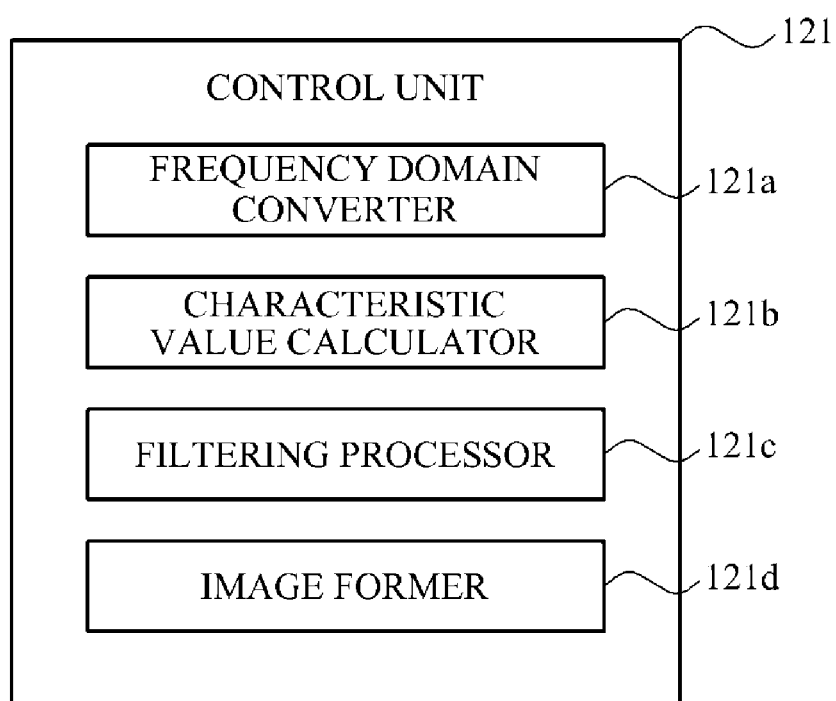 121
CONTROL UNIT
FREQUENCY DOMAIN
CONVERTER
121a
CHARACTERISTIC
VALUE CALCULATOR
121b
FILTERING PROCESSOR
121c
IMAGE FORMER
121d